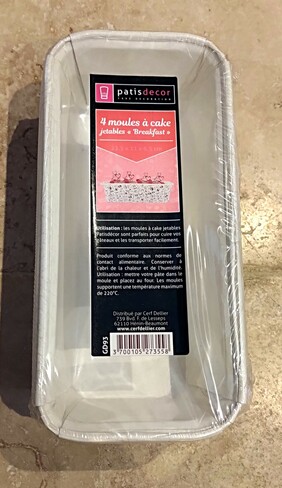 patisdecor
CAKE DECORATION
4 moules à cake
jetables « Breakfast »
Utilisation : les moules à cake jetables
Patisdécor sont parfaits pour cuire vos
gâteaux et les transporter facilement.
Produit conforme aux normes de
contact alimentaire. Conserver à
l'abri de la chaleur et de l'humidité.
Utilisation : mettre votre pâte dans le
moule et placez au four. Les moules
supportent une température maximum
de 220°C.
Distribué par Cerf Dellier
739 Bvd F. de Lesseps
62110 Hénin-Beaumont
www.cerfdellier.com
GD93
3 700105 273558